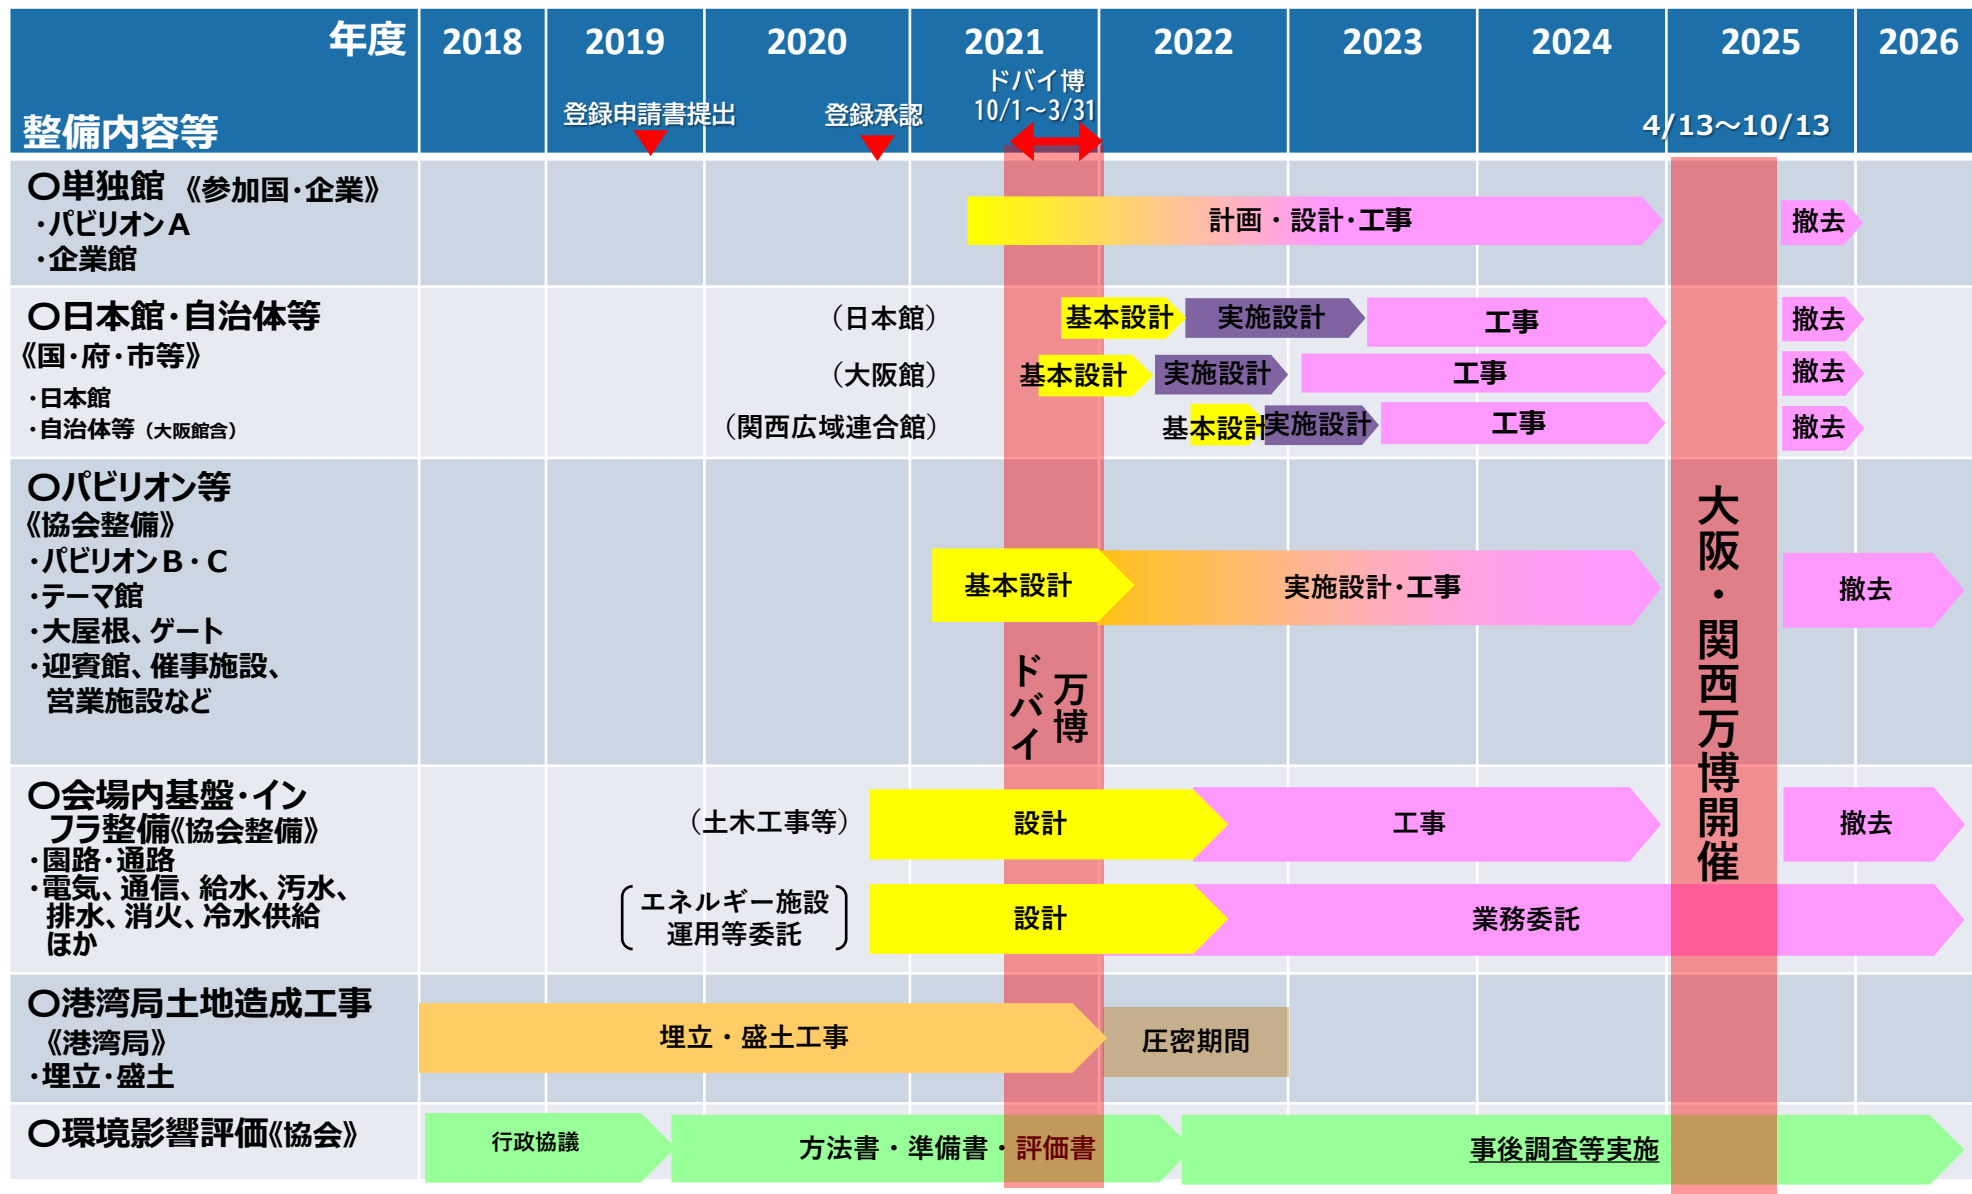 年度 2018 2019 2020 2021 2022 2023 2024 2025 2026
ドバイ博
登録申請書提出 登録承認 10/1～3/31
整備内容等 4/13～10/13
〇単独館 《参加国・企業》
・パビリオンA
・企業館
計画・設計・工事 撤去
〇日本館・自治体等
《国・府・市等》
・日本館
・自治体等（大阪館含）
（日本館） 基本設計 実施設計 工事 撤去
（大阪館） 基本設計 実施設計 工事 撤去
（関西広域連合館） 基本設計 実施設計 工事 撤去
〇パビリオン等
《協会整備》
・パビリオンB・C
・テーマ館
・大屋根、ゲート
・迎賓館、催事施設、
営業施設など
基本設計 実施設計・工事 撤去
ドバイ
万博
大阪・関西万博開催
〇会場内基盤・イン
フラ整備《協会整備》
・園路・通路
・電気、通信、給水、汚水、
排水、消火、冷水供給
ほか
（土木工事等） 設計 工事 撤去
エネルギー施設
運用等委託
設計 業務委託
〇港湾局土地造成工事
《港湾局》
・埋立・盛土
埋立・盛土工事 圧密期間
〇環境影響評価《協会》
行政協議 方法書・準備書・評価書 事後調査等実施